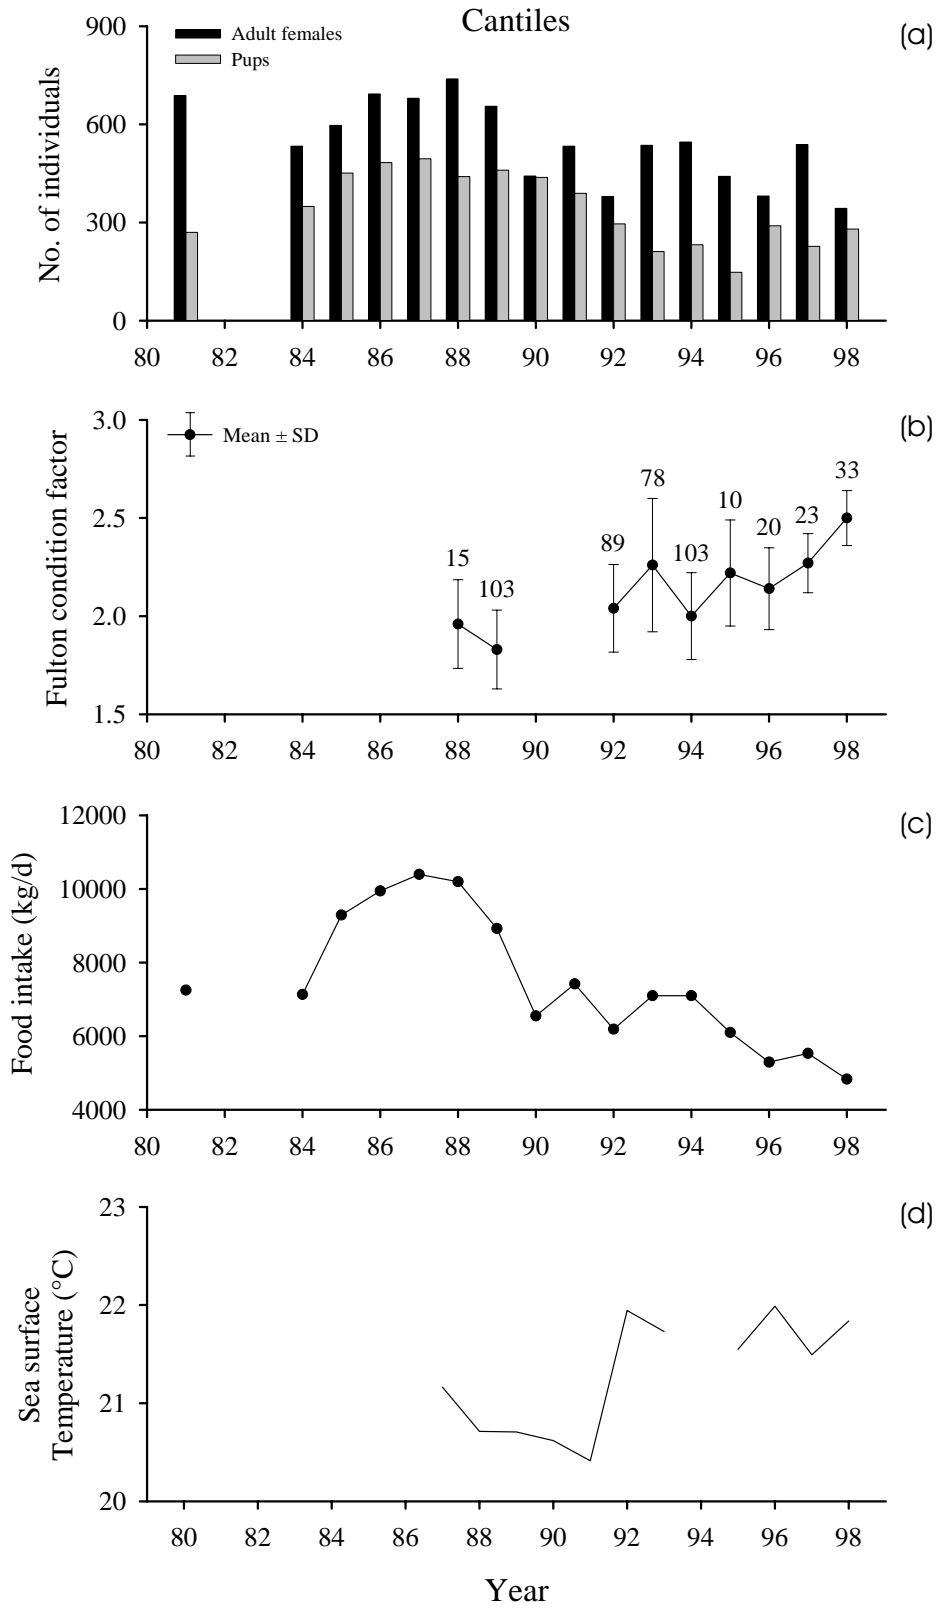 Cantiles
(a)
Adult females
Pups
No. of individuals
900
600
300
0
80 82 84 86 88 90 92 94 96 98
(b)
Mean ± SD
Fulton condition factor
3.0
2.5
2.0
1.5
15 103 89 78 103 10 20 23 33
80 82 84 86 88 90 92 94 96 98
(c)
Food intake (kg/d)
12000
10000
8000
6000
4000
80 82 84 86 88 90 92 94 96 98
(d)
Sea surface
Temperature (°C)
23
22
21
20
80 82 84 86 88 90 92 94 96 98
Year